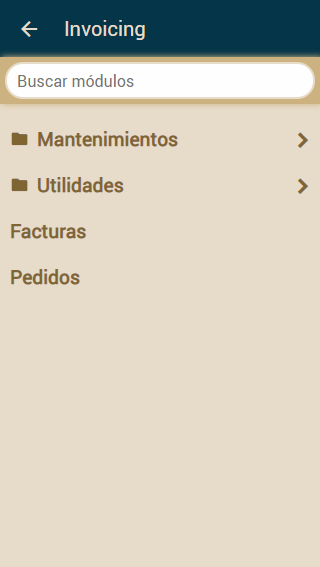 Invoicing
Buscar módulos
Mantenimientos
Utilidades
Facturas
Pedidos